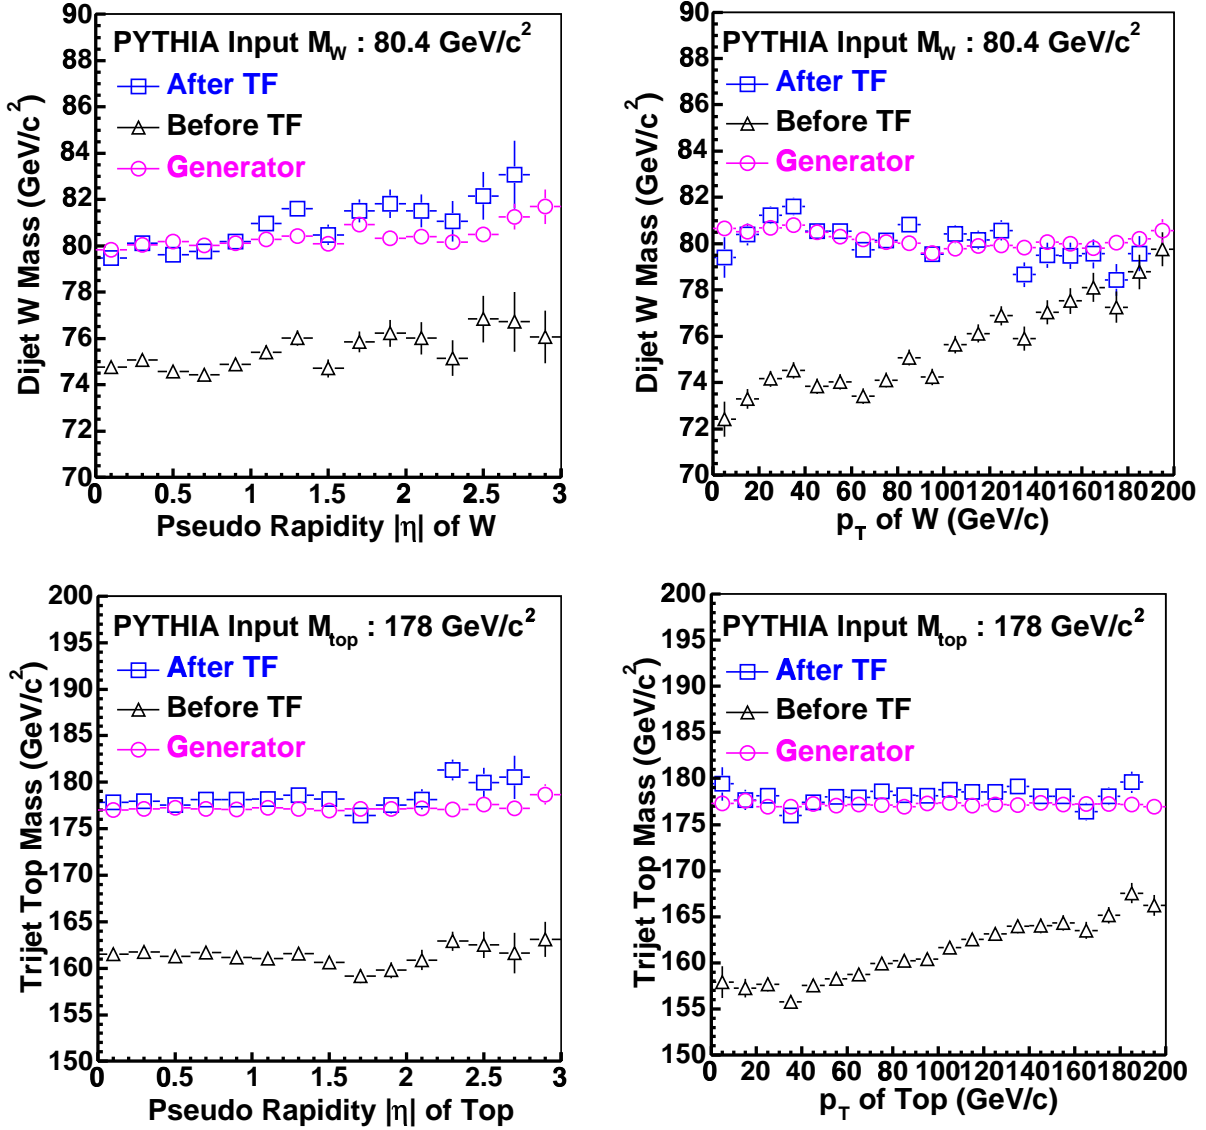 PYTHIA Input M_W : 80.4 GeV/c²
After TF
Before TF
Generator
Dijet W Mass (GeV/c²)
90
88
86
84
82
80
78
76
74
72
70
0 0.5 1 1.5 2 2.5 3
Pseudo Rapidity |η| of W
PYTHIA Input M_W : 80.4 GeV/c²
After TF
Before TF
Generator
Dijet W Mass (GeV/c²)
90
88
86
84
82
80
78
76
74
72
70
0 20 40 60 80 100 120 140 160 180 200
p_T of W (GeV/c)
PYTHIA Input M_top : 178 GeV/c²
After TF
Before TF
Generator
Trijet Top Mass (GeV/c²)
200
195
190
185
180
175
170
165
160
155
150
0 0.5 1 1.5 2 2.5 3
Pseudo Rapidity |η| of Top
PYTHIA Input M_top : 178 GeV/c²
After TF
Before TF
Generator
Trijet Top Mass (GeV/c²)
200
195
190
185
180
175
170
165
160
155
150
0 20 40 60 80 100 120 140 160 180 200
p_T of Top (GeV/c)